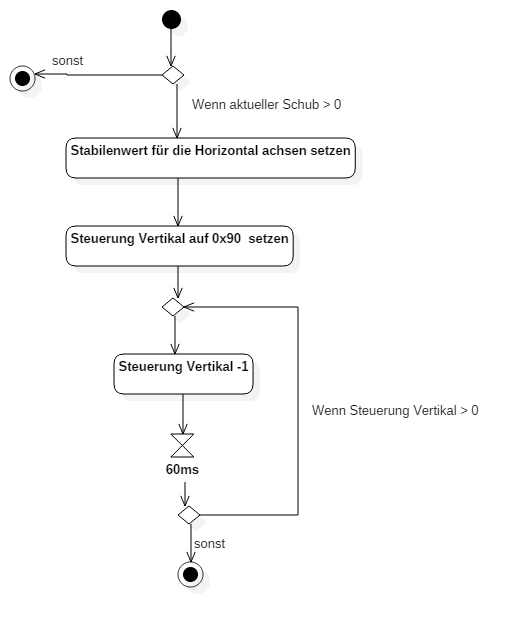 sonst
Wenn aktueller Schub > 0
Stabilenwert für die Horizontal achsen setzen
Steuerung Vertikal auf 0x90  setzen
Steuerung Vertikal -1
Wenn Steuerung Vertikal > 0
60ms
sonst